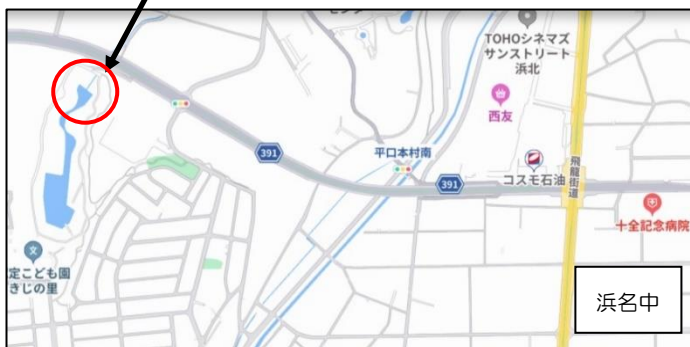 TOHOシネマズ
サンストリート
浜北
西友
391
平口本村南
391
コスモ石油
飛龍街道
十全記念病院
定こども園
きじの里
浜名中